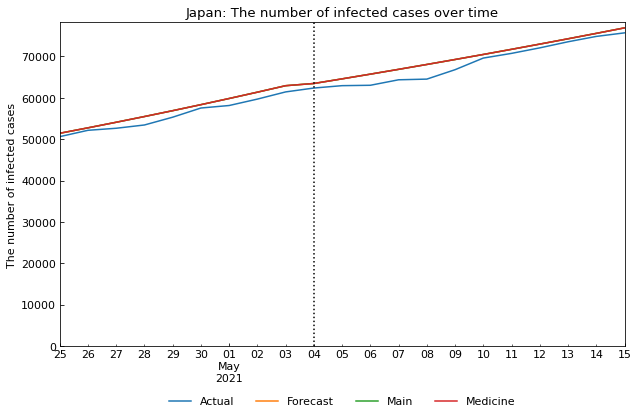 Japan: The number of infected cases over time
The number of infected cases
70000
60000
50000
40000
30000
20000
10000
0
25 26 27 28 29 30 01 02 03 04 05 06 07 08 09 10 11 12 13 14 15
May
2021
Actual Forecast Main Medicine